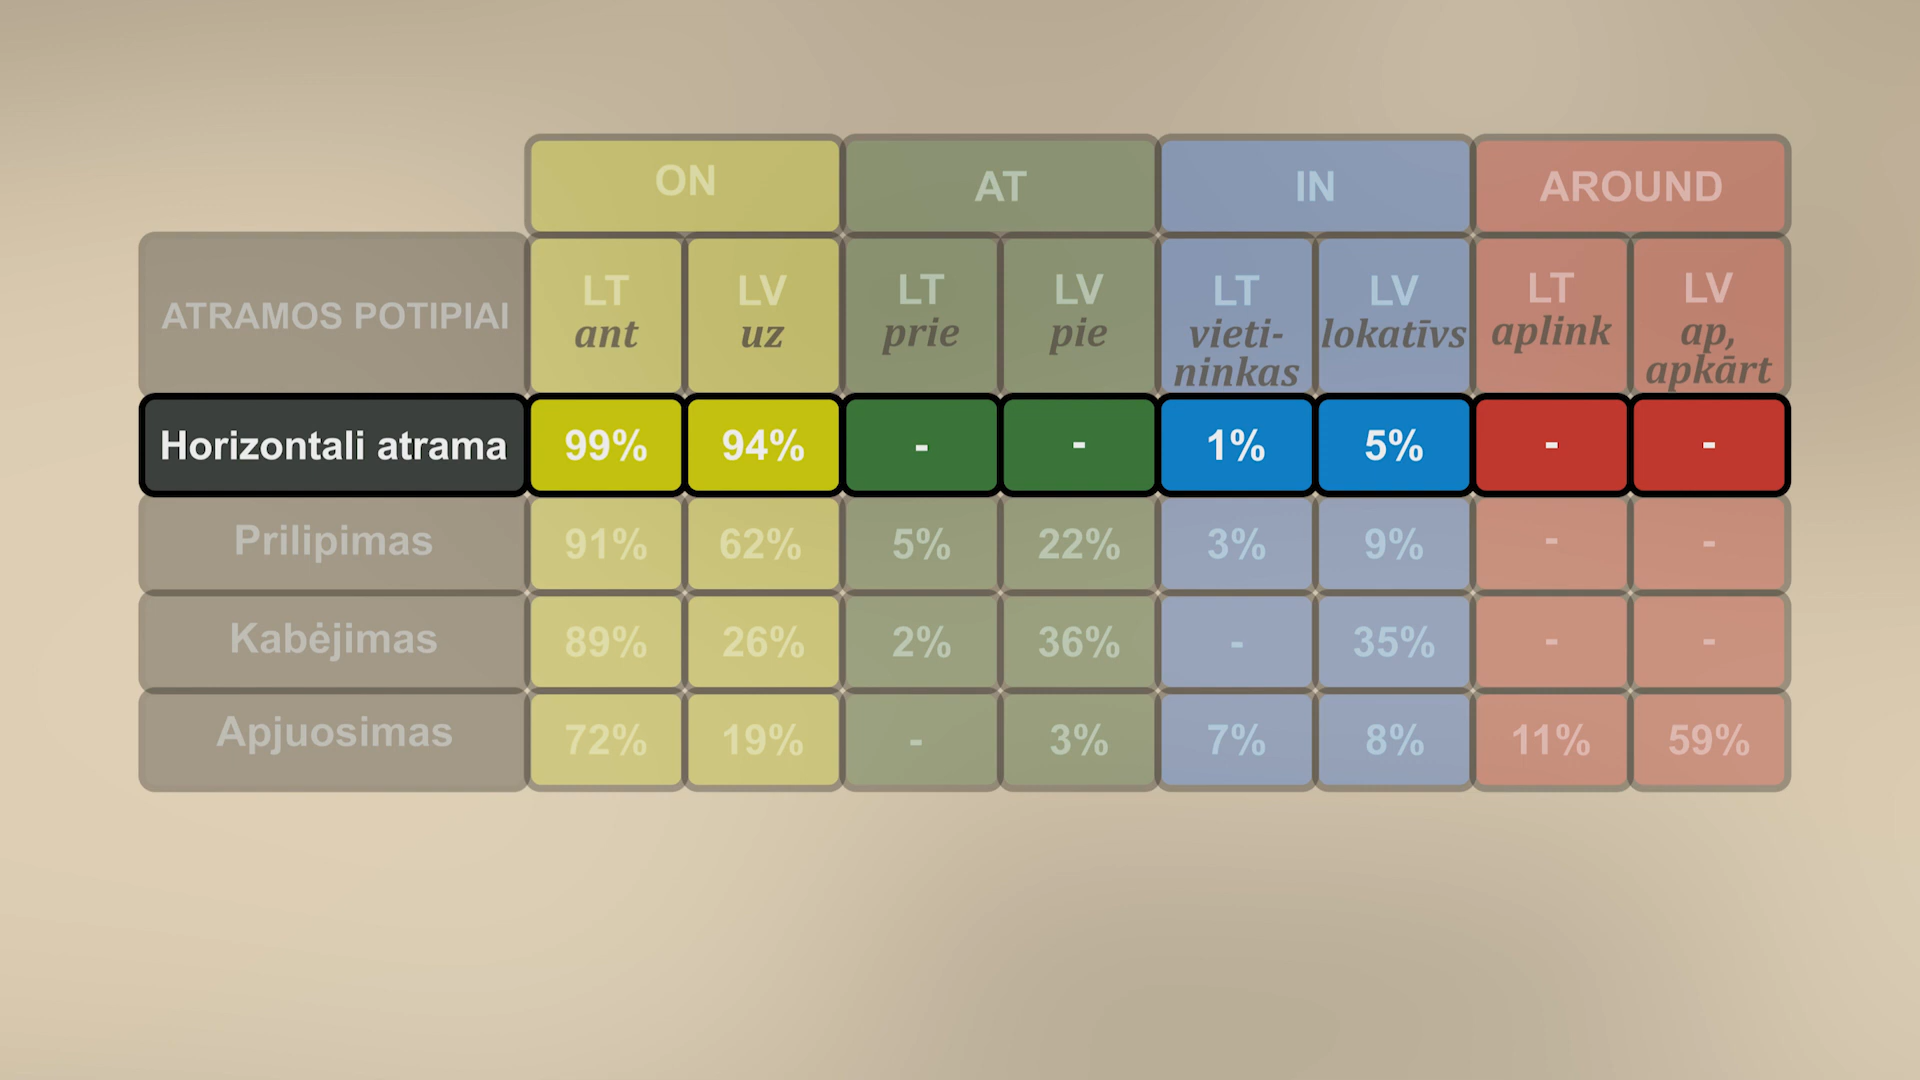 ON AT IN AROUND
ATRAMOS POTIPIAI
LT
ant
LV
uz
LT
prie
LV
pie
LT
vieti-
ninkas
LV
lokatīvs
LT
aplink
LV
ap,
apkārt
Horizontali atrama 99% 94% - - 1% 5% - -
Prilipimas 91% 62% 5% 22% 3% 9% - -
Kabėjimas 89% 26% 2% 36% - 35% - -
Apjuosimas 72% 19% - 3% 7% 8% 11% 59%